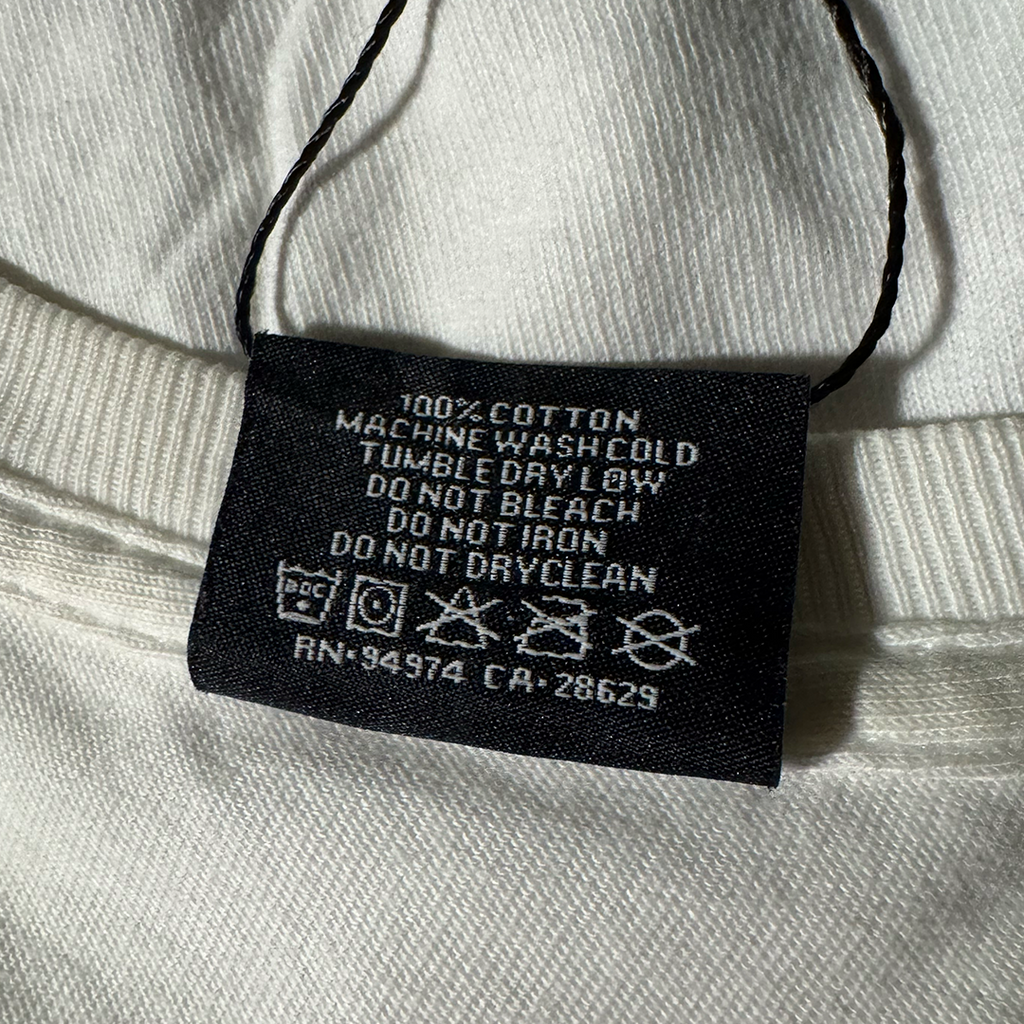 100% COTTON
MACHINE WASH COLD
TUMBLE DRY LOW
DO NOT BLEACH
DO NOT IRON
DO NOT DRYCLEAN
RN·94974 CA·28629